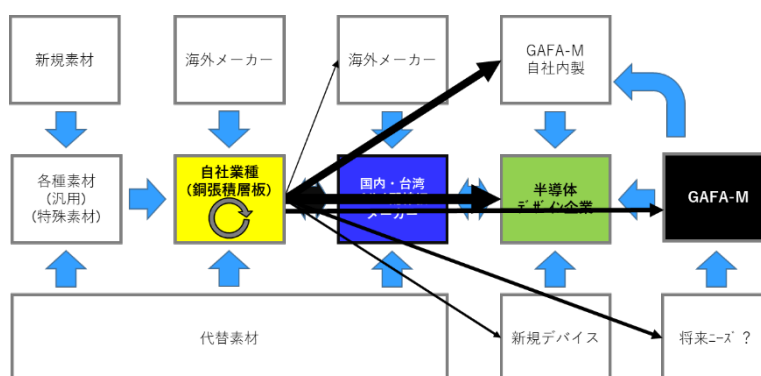 新規素材
海外メーカー
海外メーカー
GAFA-M
自社内製
各種素材
(汎用)
(特殊素材)
自社業種
(銅張積層板)
国内・台湾
メーカー
半導体
デザイン企業
GAFA-M
代替素材
新規デバイス
将来ニーズ?